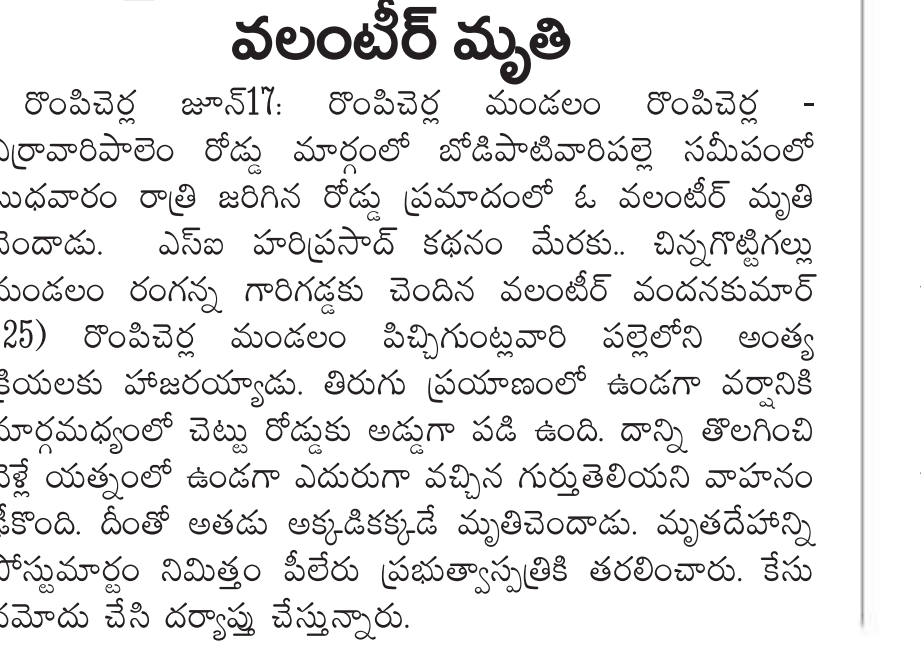 వలంటీర్ మృతి
రొంపిచెర్ల జూన్17: రొంపిచెర్ల మండలం రొంపిచెర్ల -
రోడ్డు మార్గంలో బోడిపాటివారిపల్లె సమీపంలో
బుధవారం రాత్రి జరిగిన రోడ్డు ప్రమాదంలో ఓ వలంటీర్ మృతి
చెందాడు. ఎస్ఐ హరిప్రసాద్ కథనం మేరకు.. చిన్నగొట్టిగల్లు
మండలం రంగన్న గారిగడ్డకు చెందిన వలంటీర్ వందనకుమార్
25) రొంపిచెర్ల మండలం పిచ్చిగుంట్లవారి పల్లెలోని అంత్య
క్రియలకు హాజరయ్యాడు. తిరుగు ప్రయాణంలో ఉండగా వర్షానికి
మార్గమధ్యంలో చెట్టు రోడ్డుకు అడ్డుగా పడి ఉంది. దాన్ని తొలగించి
వెళ్లే యత్నంలో ఉండగా ఎదురుగా వచ్చిన గుర్తుతెలియని వాహనం
ఢీకొంది. దీంతో అతడు అక్కడికక్కడే మృతిచెందాడు. మృతదేహాన్ని
పోస్టుమార్టం నిమిత్తం పీలేరు ప్రభుత్వాస్పత్రికి తరలించారు. కేసు
నమోదు చేసి దర్యాప్తు చేస్తున్నారు.